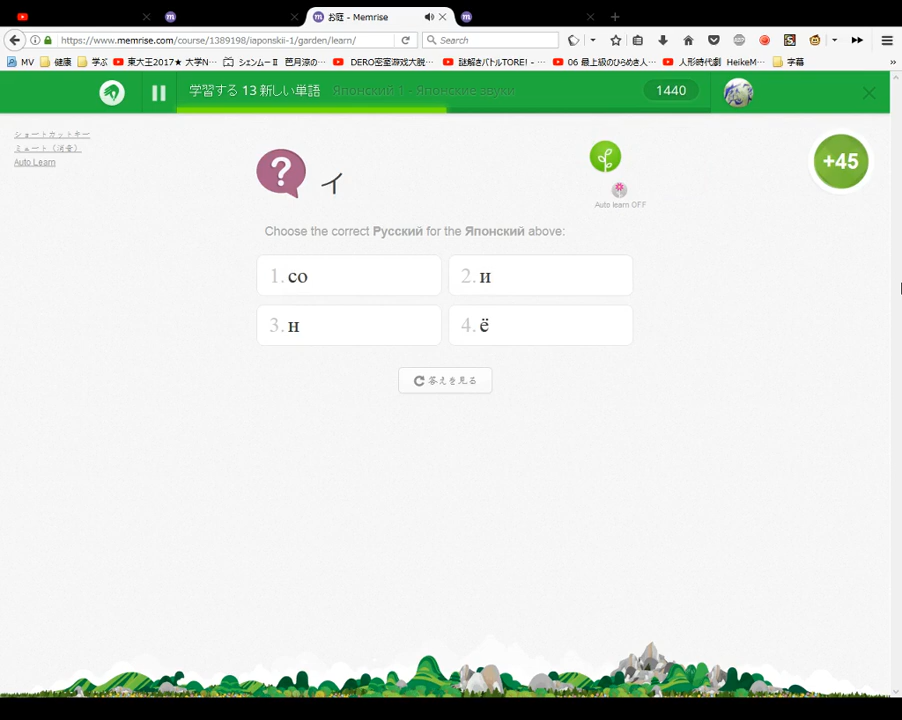 お庭 - Memrise
https://www.memrise.com/course/1389198/iaponskii-1/garden/learn/
Search
MV
健康
学ぶ
東大王2017★ 大学N…
シェンムーⅡ 芭月涼の…
DERO密室游戏大脱…
謎解きバトルTORE! - …
06 最上級のひらめき人…
人形時代劇 HeikeM…
字幕
学習する 13 新しい単語
Японский 1 - Японские звуки
1440
ショートカットキー
ミュート（消音）
Auto Learn
イ
Auto learn OFF
+45
Choose the correct Русский for the Японский above:
1. со
2. и
3. н
4. ё
答えを見る